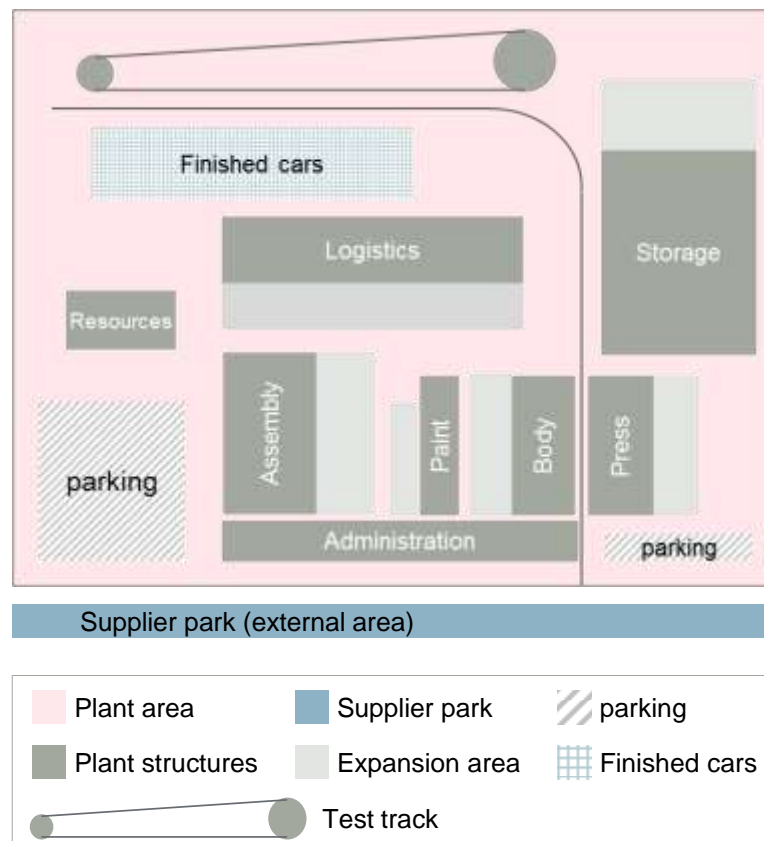 Finished cars
Logistics
Storage
Resources
Assembly
Paint
Body
Press
parking
Administration
parking
Supplier park (external area)
Plant area
Supplier park
parking
Plant structures
Expansion area
Finished cars
Test track